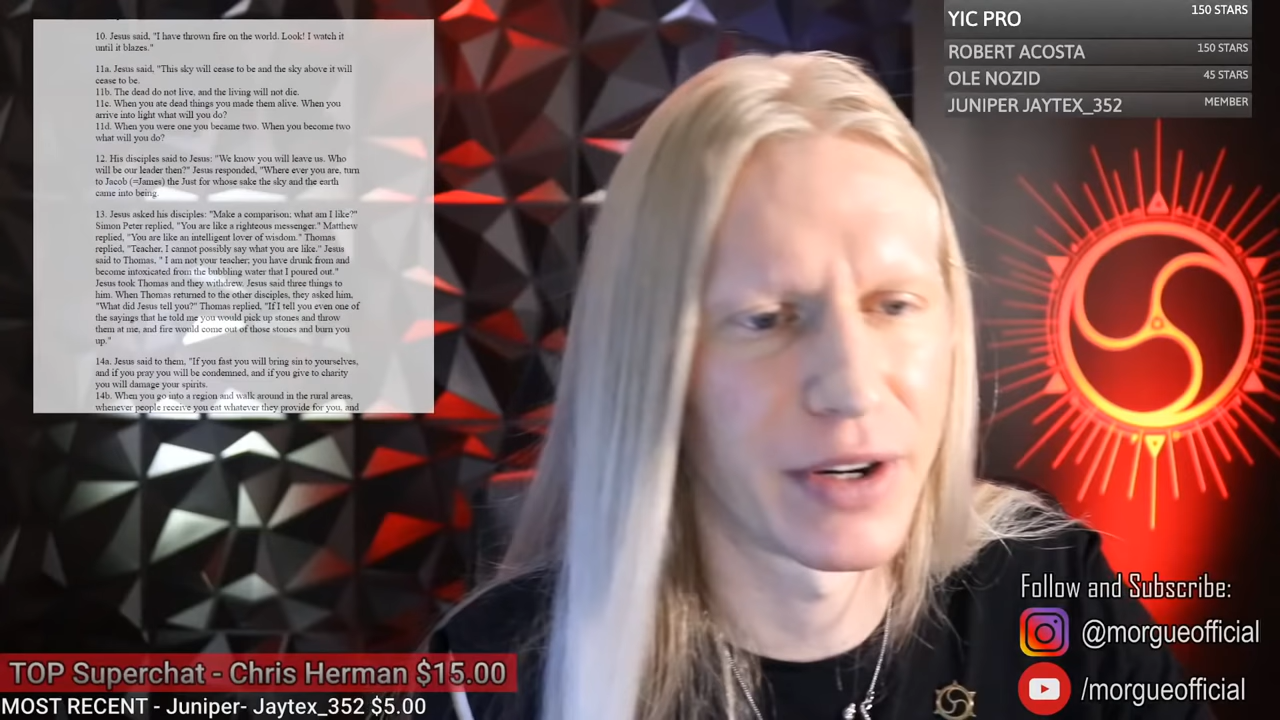 10. Jesus said, "I have thrown fire on the world. Look! I watch it
until it blazes."
11a. Jesus said, "This sky will cease to be and the sky above it will
cease to be.
11b. The dead do not live, and the living will not die.
11c. When you ate dead things you made them alive. When you
arrive into light what will you do?
11d. When you were one you became two. When you become two
what will you do?
12. His disciples said to Jesus; "We know you will leave us. Who
will be our leader then?" Jesus responded, "Where ever you are, turn
to Jacob (=James) the Just for whose sake the sky and the earth
came into being.
13. Jesus asked his disciples: "Make a comparison; what am I like?"
Simon Peter replied, "You are like a righteous messenger." Matthew
replied, "You are like an intelligent lover of wisdom." Thomas
replied, "Teacher, I cannot possibly say what you are like." Jesus
said to Thomas, " I am not your teacher; you have drunk from and
become intoxicated from the bubbling water that I poured out."
Jesus took Thomas and they withdrew. Jesus said three things to
him. When Thomas returned to the other disciples, they asked him,
"What did Jesus tell you?" Thomas replied, "If I tell you even one of
the sayings that he told me you would pick up stones and throw
them at me, and fire would come out of those stones and burn you
up."
14a. Jesus said to them, "If you fast you will bring sin to yourselves,
and if you pray you will be condemned, and if you give to charity
you will damage your spirits.
14b. When you go into a region and walk around in the rural areas,
whenever people receive you eat whatever they provide for you, and
YIC PRO 150 STARS
ROBERT ACOSTA 150 STARS
OLE NOZID 45 STARS
JUNIPER JAYTEX_352 MEMBER
Follow and Subscribe:
@morgueofficial
/morgueofficial
TOP Superchat - Chris Herman $15.00
MOST RECENT - Juniper- Jaytex_352 $5.00